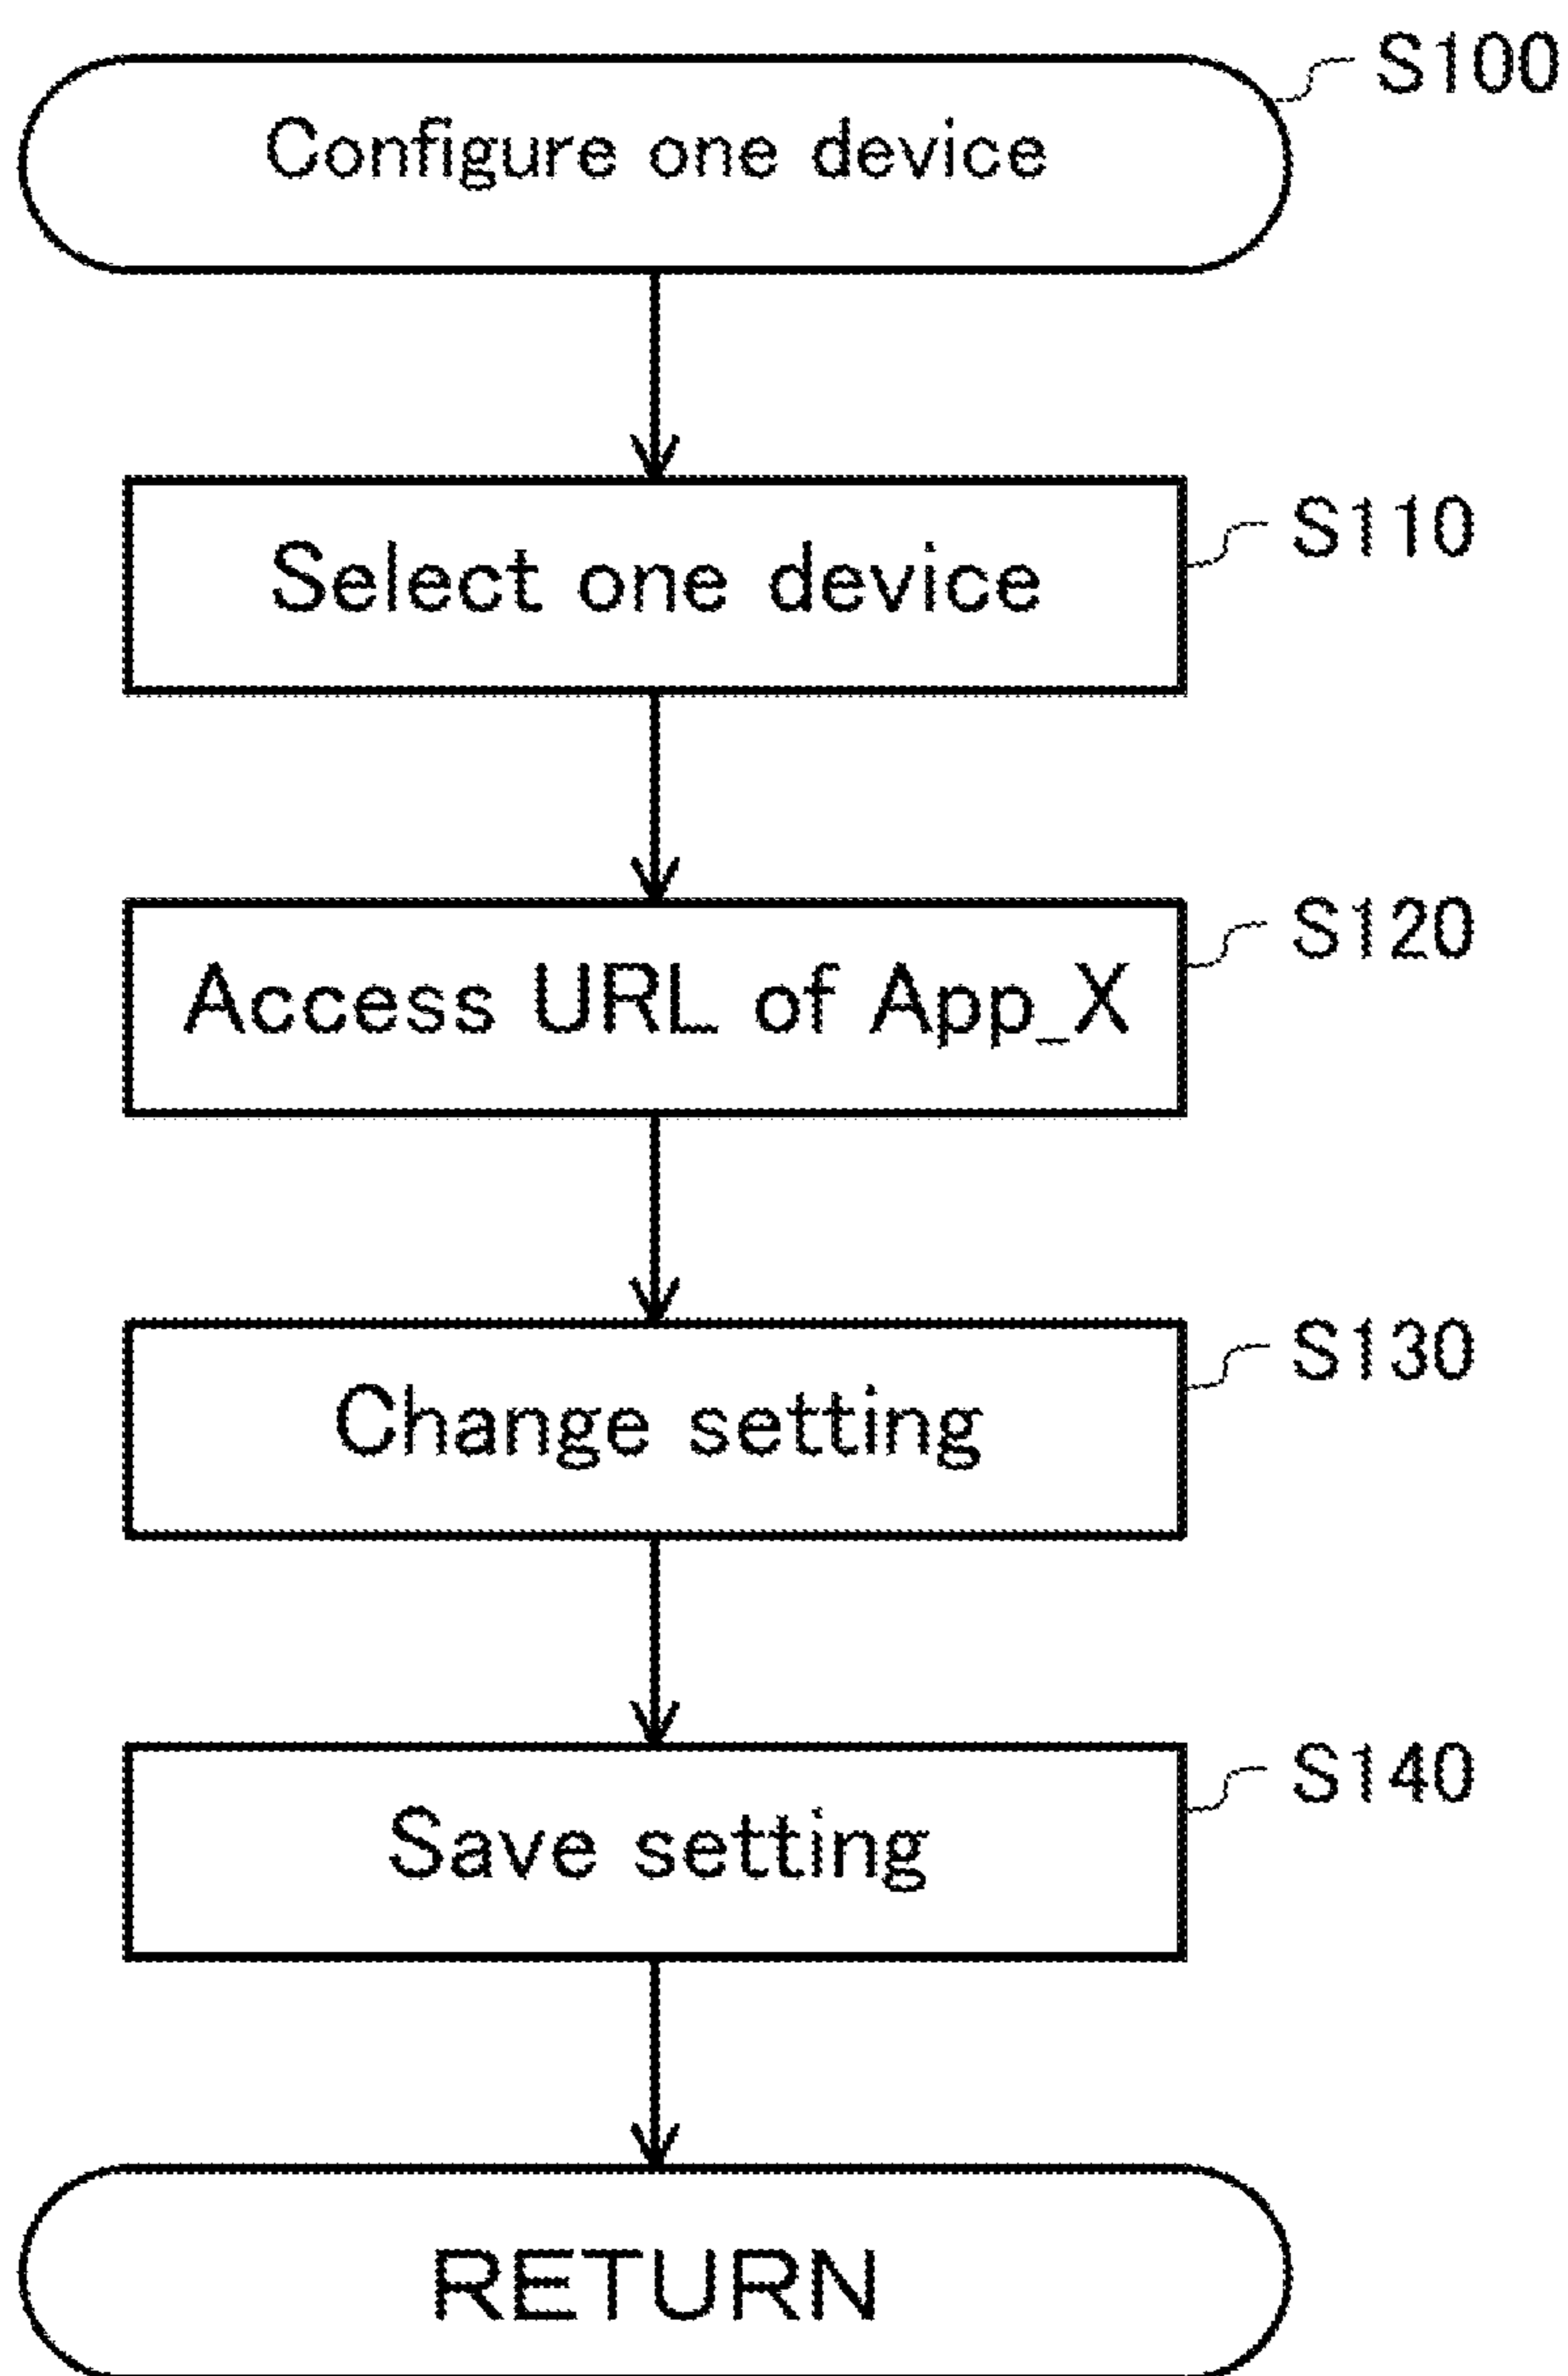 S100
Configure one device
S110
Select one device
S120
Access URL of App_X
S130
Change setting
S140
Save setting
RETURN